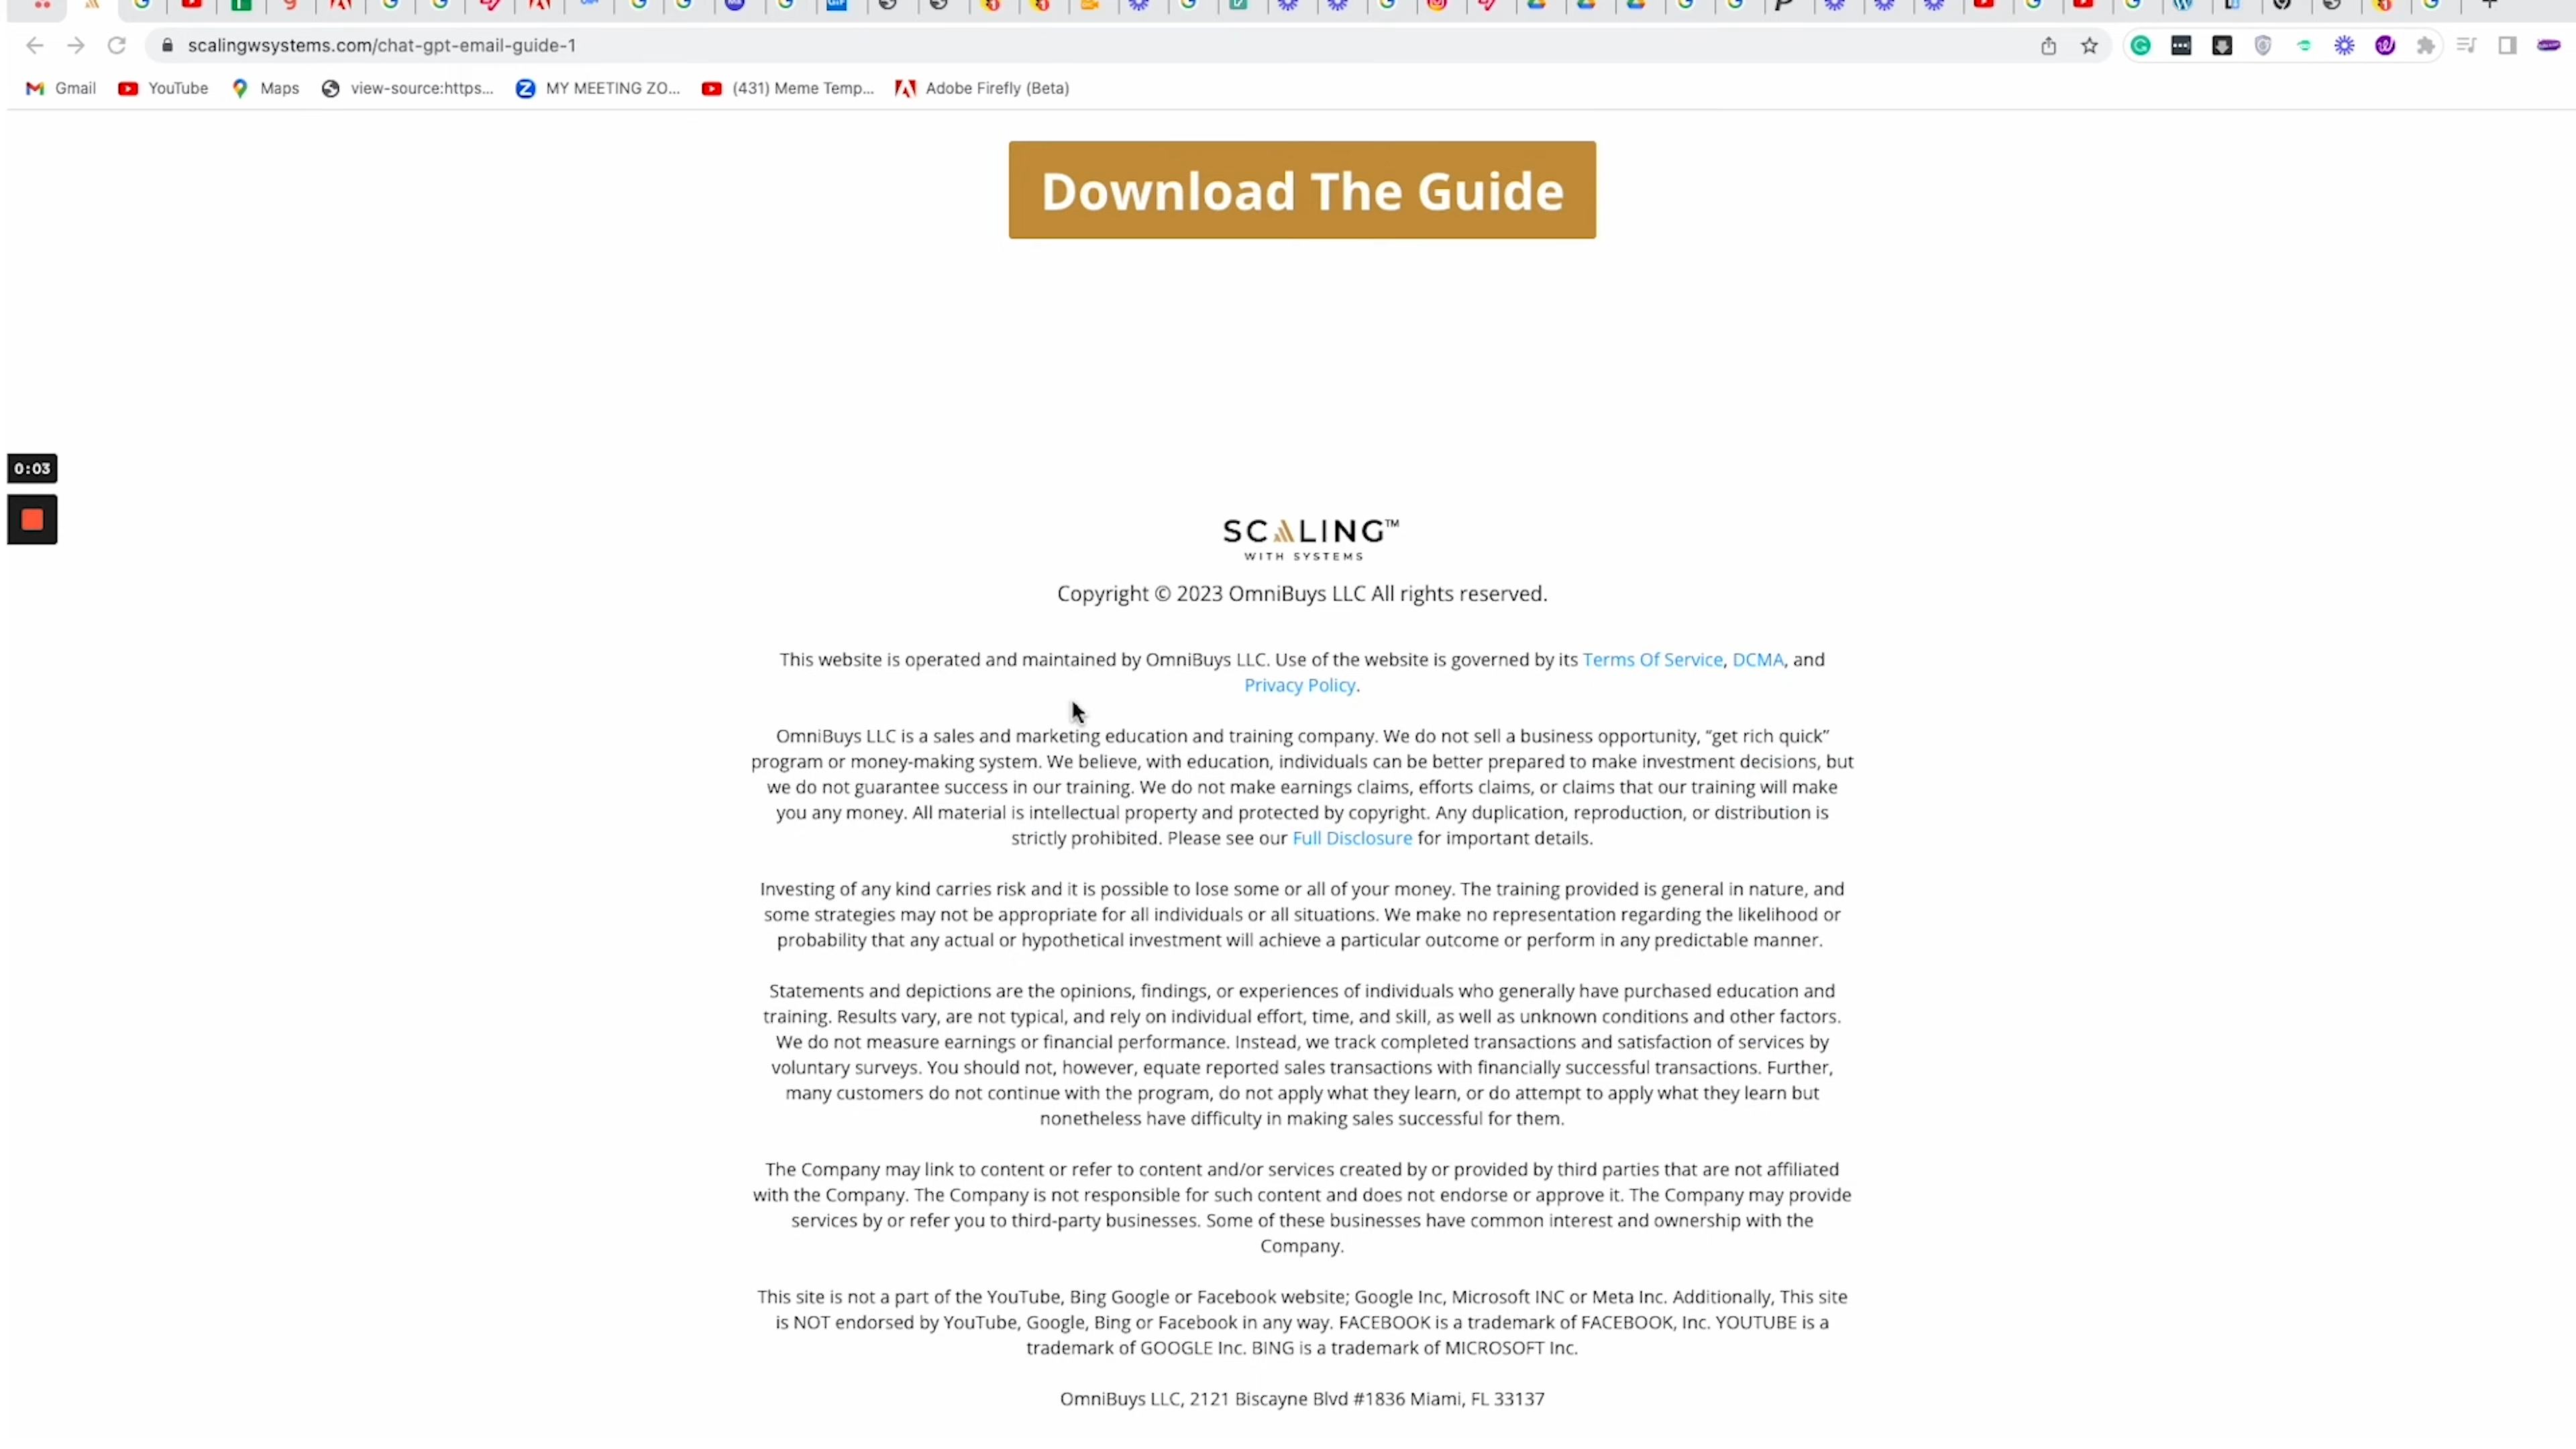 scalingwsystems.com/chat-gpt-email-guide-1
Gmail
YouTube
Maps
view-source:https...
MY MEETING ZO...
(431) Meme Temp...
Adobe Firefly (Beta)
Download The Guide
0:03
SCALING™
WITH SYSTEMS
Copyright © 2023 OmniBuys LLC All rights reserved.
This website is operated and maintained by OmniBuys LLC. Use of the website is governed by its Terms Of Service, DCMA, and
Privacy Policy.
OmniBuys LLC is a sales and marketing education and training company. We do not sell a business opportunity, “get rich quick”
program or money-making system. We believe, with education, individuals can be better prepared to make investment decisions, but
we do not guarantee success in our training. We do not make earnings claims, efforts claims, or claims that our training will make
you any money. All material is intellectual property and protected by copyright. Any duplication, reproduction, or distribution is
strictly prohibited. Please see our Full Disclosure for important details.
Investing of any kind carries risk and it is possible to lose some or all of your money. The training provided is general in nature, and
some strategies may not be appropriate for all individuals or all situations. We make no representation regarding the likelihood or
probability that any actual or hypothetical investment will achieve a particular outcome or perform in any predictable manner.
Statements and depictions are the opinions, findings, or experiences of individuals who generally have purchased education and
training. Results vary, are not typical, and rely on individual effort, time, and skill, as well as unknown conditions and other factors.
We do not measure earnings or financial performance. Instead, we track completed transactions and satisfaction of services by
voluntary surveys. You should not, however, equate reported sales transactions with financially successful transactions. Further,
many customers do not continue with the program, do not apply what they learn, or do attempt to apply what they learn but
nonetheless have difficulty in making sales successful for them.
The Company may link to content or refer to content and/or services created by or provided by third parties that are not affiliated
with the Company. The Company is not responsible for such content and does not endorse or approve it. The Company may provide
services by or refer you to third-party businesses. Some of these businesses have common interest and ownership with the
Company.
This site is not a part of the YouTube, Bing Google or Facebook website; Google Inc, Microsoft INC or Meta Inc. Additionally, This site
is NOT endorsed by YouTube, Google, Bing or Facebook in any way. FACEBOOK is a trademark of FACEBOOK, Inc. YOUTUBE is a
trademark of GOOGLE Inc. BING is a trademark of MICROSOFT Inc.
OmniBuys LLC, 2121 Biscayne Blvd #1836 Miami, FL 33137